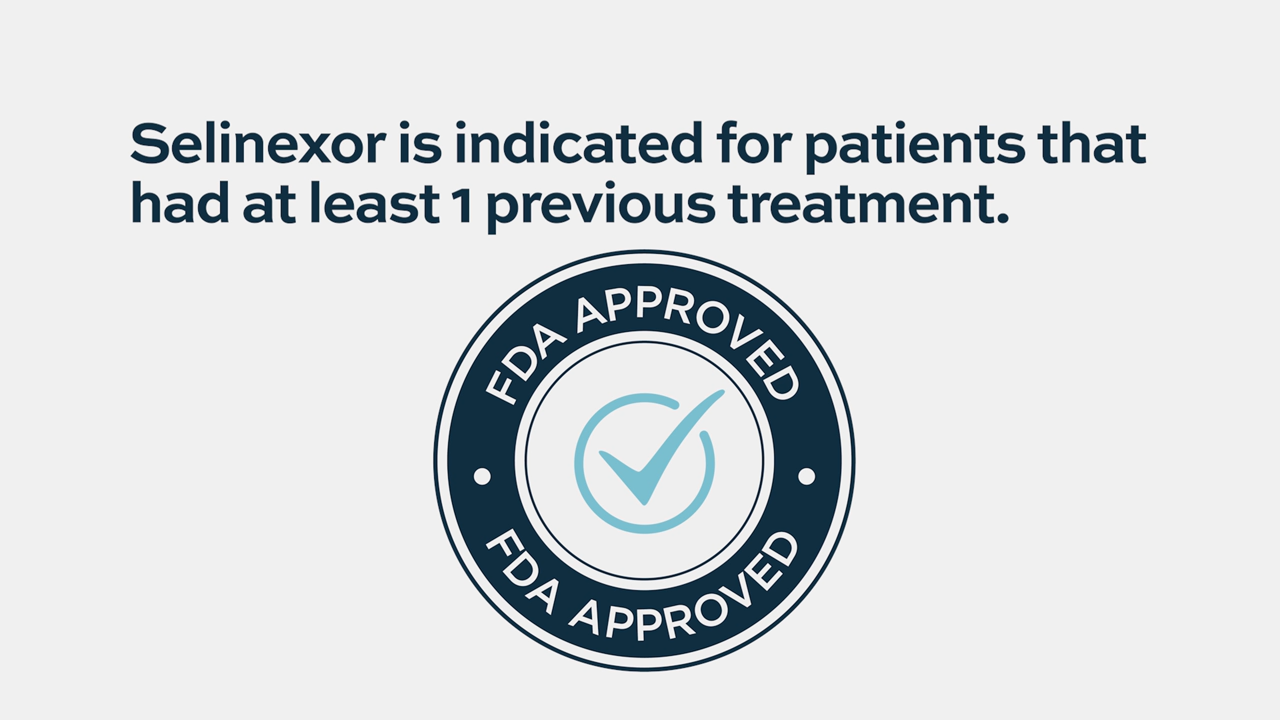 Selinexor is indicated for patients that
had at least 1 previous treatment.
FDA APPROVED
FDA APPROVED